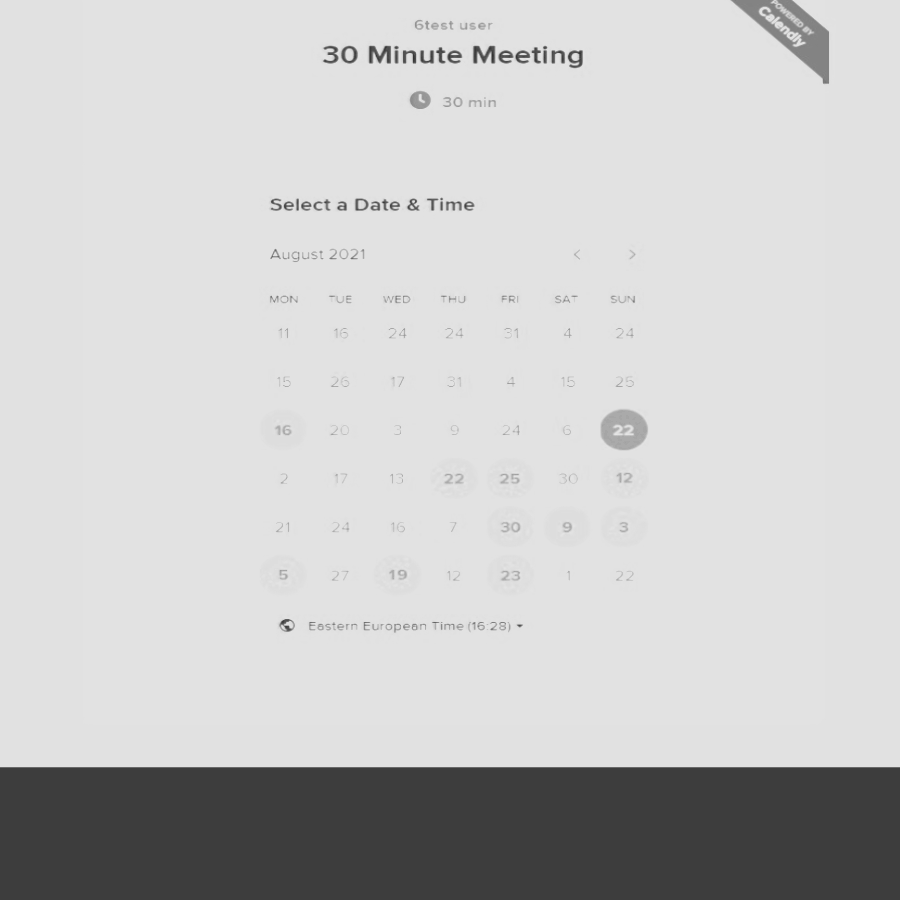 6test user
30 Minute Meeting
POWERED BY
Calendly
30 min
Select a Date & Time
August 2021
MON TUE WED THU FRI SAT SUN
11 16 24 24 31 4 24
15 26 17 31 4 15 25
16 20 3 9 24 6 22
2 17 13 22 25 30 12
21 24 16 7 30 9 3
5 27 19 12 23 1 22
Eastern European Time (16:28)